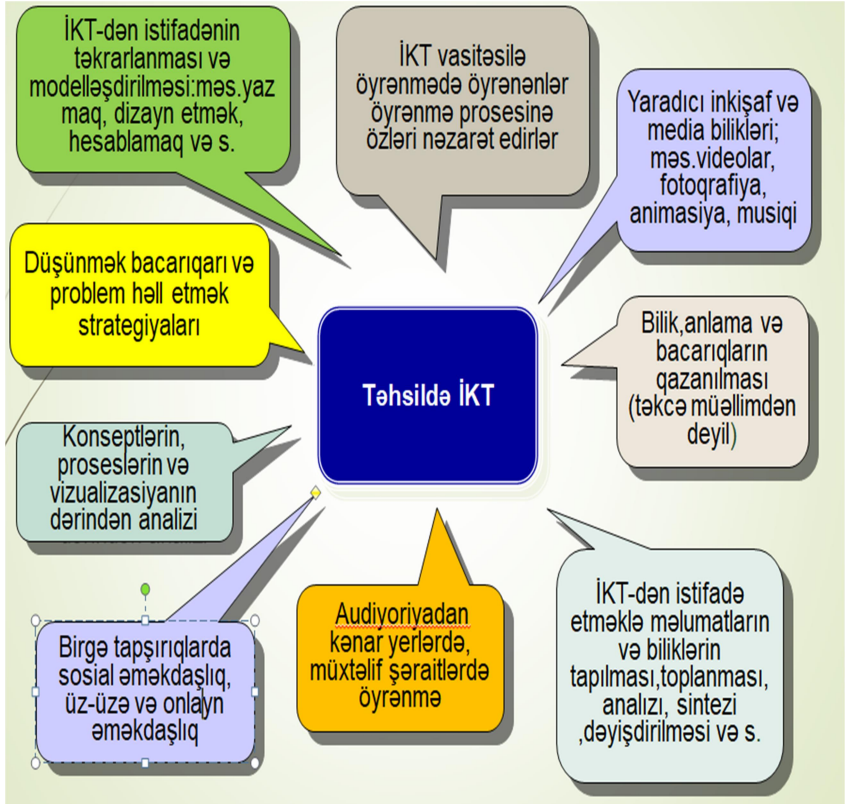 İKT-dən istifadənin
təkrarlanması və
modelləşdirilməsi:məs.yaz
maq, dizayn etmək,
hesablamaq və s.
İKT vasitəsilə
öyrənmədə öyrənənlər
öyrənmə prosesinə
özləri nəzarət edirlər
Yaradıcı inkişaf və
media bilikləri;
məs.videolar,
fotoqrafiya,
animasiya, musiqi
Düşünmək bacarıqarı və
problem həll etmək
strategiyaları
Təhsildə İKT
Bilik,anlama və
bacarıqların
qazanılması
(təkcə müəllimdən
deyil)
Konseptlərin,
proseslərin və
vizualizasiyanın
dərindən analizi
Birgə tapşırıqlarda
sosial əməkdaşlıq,
üz-üzə və onlayn
əməkdaşlıq
Audiyoriyadan
kənar yerlərdə,
müxtəlif şəraitlərdə
öyrənmə
İKT-dən istifadə
etməklə məlumatların
və biliklərin
tapılması,toplanması,
analizı, sintezi
,dəyişdirilməsi və s.